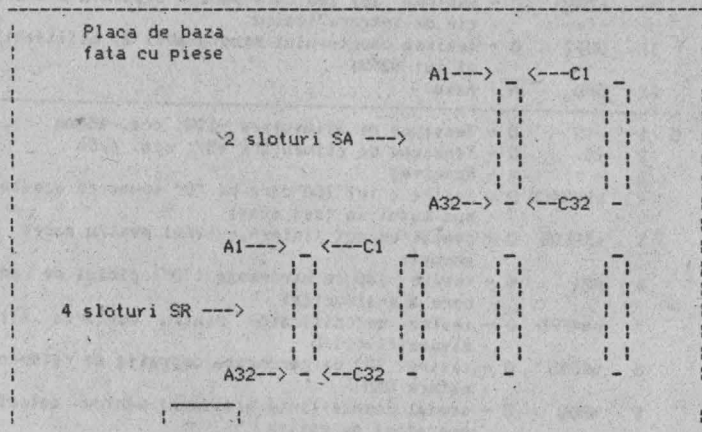 Placa de baza
fata cu piese
A1---> <---C1
2 sloturi SA --->
A32--> - <--C32
A1---> <---C1
4 sloturi SR --->
A32--> - <--C32